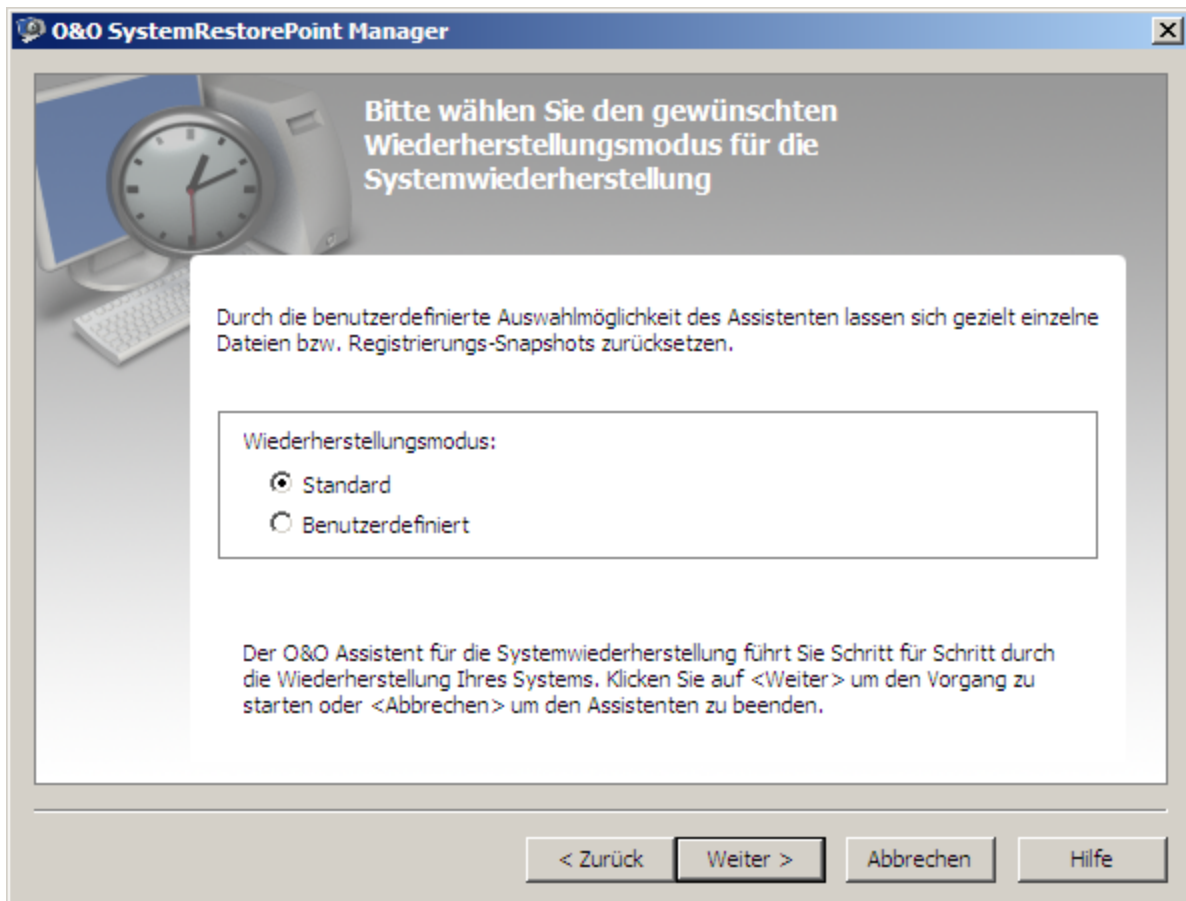 O&O SystemRestorePoint Manager
Bitte wählen Sie den gewünschten
Wiederherstellungsmodus für die
Systemwiederherstellung
Durch die benutzerdefinierte Auswahlmöglichkeit des Assistenten lassen sich gezielt einzelne
Dateien bzw. Registrierungs-Snapshots zurücksetzen.
Wiederherstellungsmodus:
Standard
Benutzerdefiniert
Der O&O Assistent für die Systemwiederherstellung führt Sie Schritt für Schritt durch
die Wiederherstellung Ihres Systems. Klicken Sie auf <Weiter> um den Vorgang zu
starten oder <Abbrechen> um den Assistenten zu beenden.
< Zurück
Weiter >
Abbrechen
Hilfe